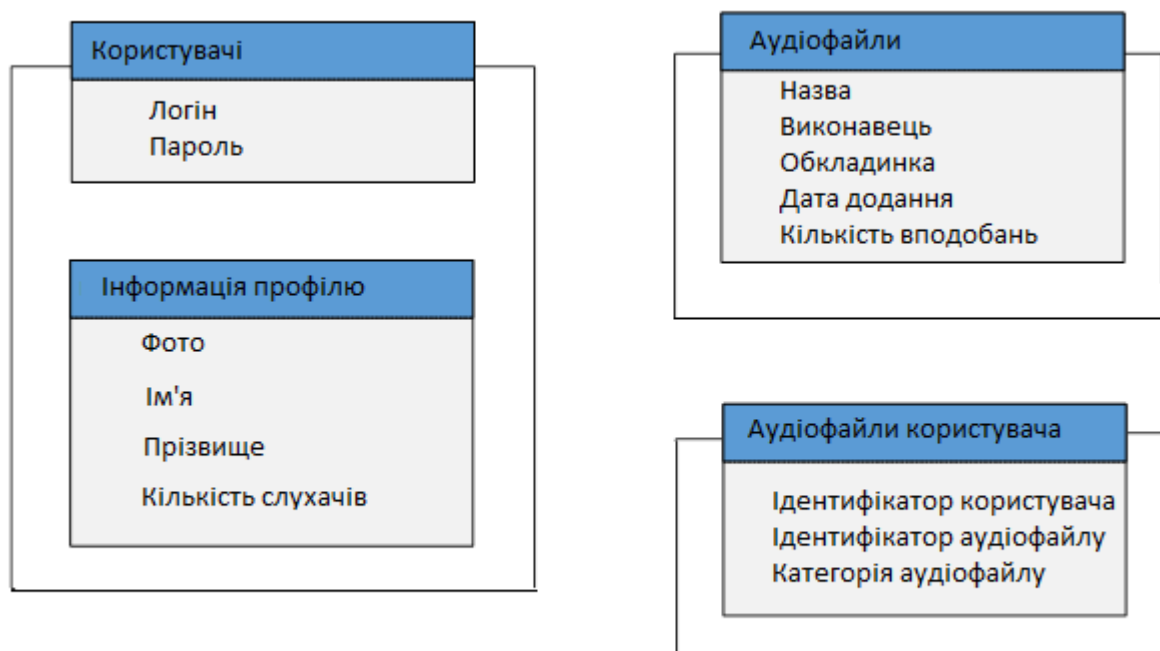 Користувачі
Логін
Пароль
Інформація профілю
Фото
Ім'я
Прізвище
Кількість слухачів
Аудіофайли
Назва
Виконавець
Обкладинка
Дата додання
Кількість вподобань
Аудіофайли користувача
Ідентифікатор користувача
Ідентифікатор аудіофайлу
Категорія аудіофайлу